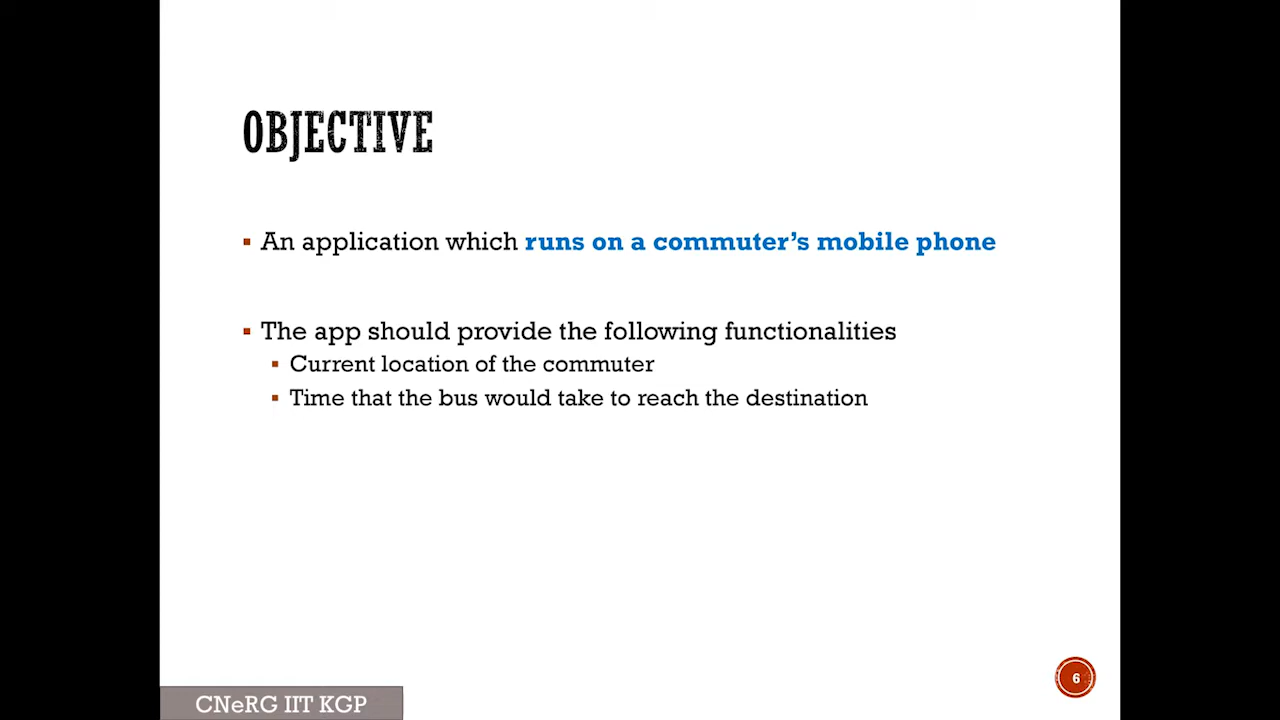 OBJECTIVE
▪ An application which runs on a commuter’s mobile phone
▪ The app should provide the following functionalities
▪ Current location of the commuter
▪ Time that the bus would take to reach the destination
6
CNeRG IIT KGP